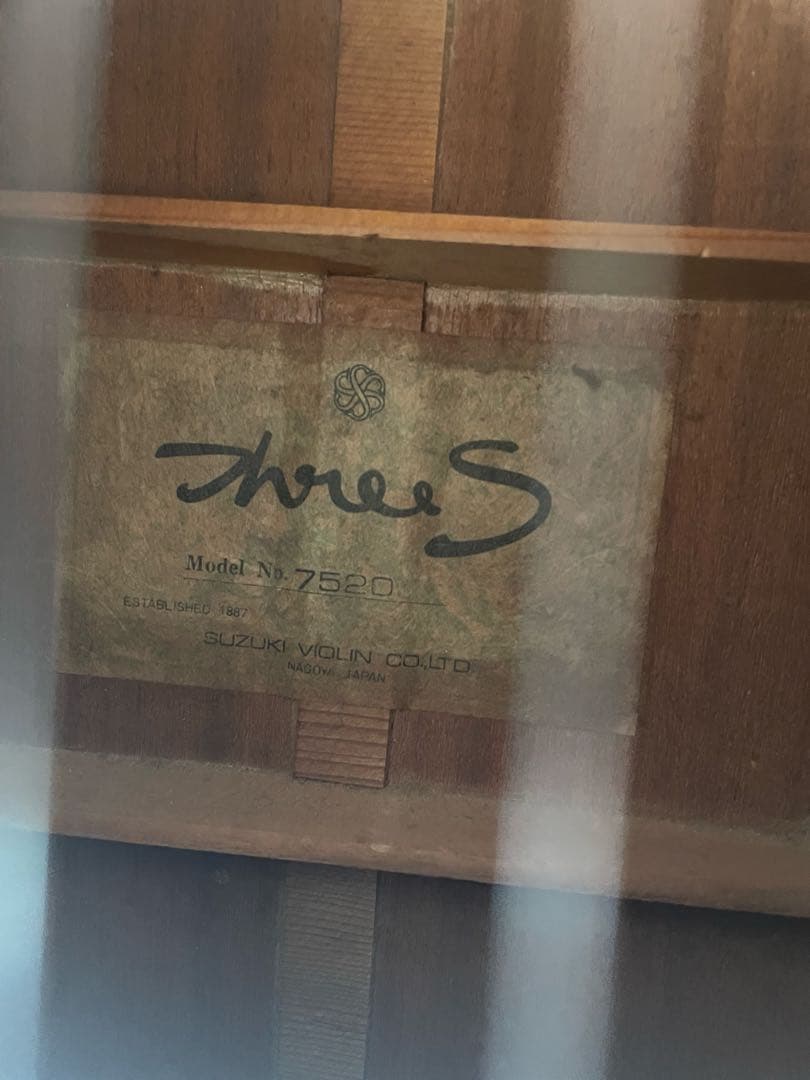 Three S
Model No. 7520
ESTABLISHED 1887
SUZUKI VIOLIN CO.,LTD.
NAGOYA JAPAN